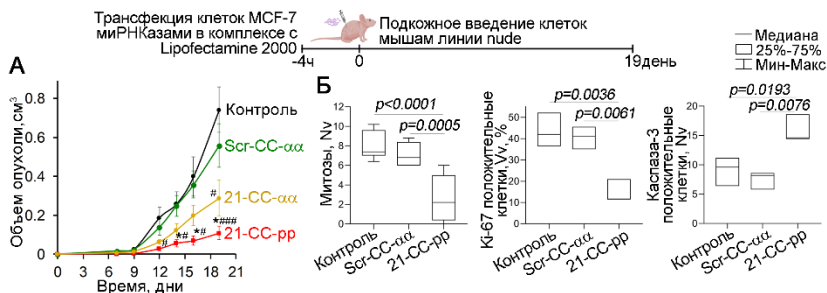 Трансфекция клеток MCF-7
миРНКазами в комплексе с
Lipofectamine 2000
Подкожное введение клеток
мышам линии nude
-4ч
0
19день
Медиана
25%-75%
Мин-Макс
А
Объем опухоли,см³
0.8
0.6
0.4
0.2
0
0 3 6 9 12 15 18 21
Время, дни
Контроль
Scr-CC-αα
21-CC-αα
21-CC-pp
#
*###
#
*#
*#
Б
Митозы, Nv
12
10
8
6
4
2
0
p<0.0001
p=0.0005
Контроль
Scr-CC-αα
21-CC-pp
Ki-67 положительные
клетки,Vv, %
50
40
30
20
10
0
p=0.0036
p=0.0061
Контроль
Scr-CC-αα
21-CC-pp
Каспаза-3
положительные
клетки, Nv
20
15
10
5
0
p=0.0193
p=0.0076
Контроль
Scr-CC-αα
21-CC-pp